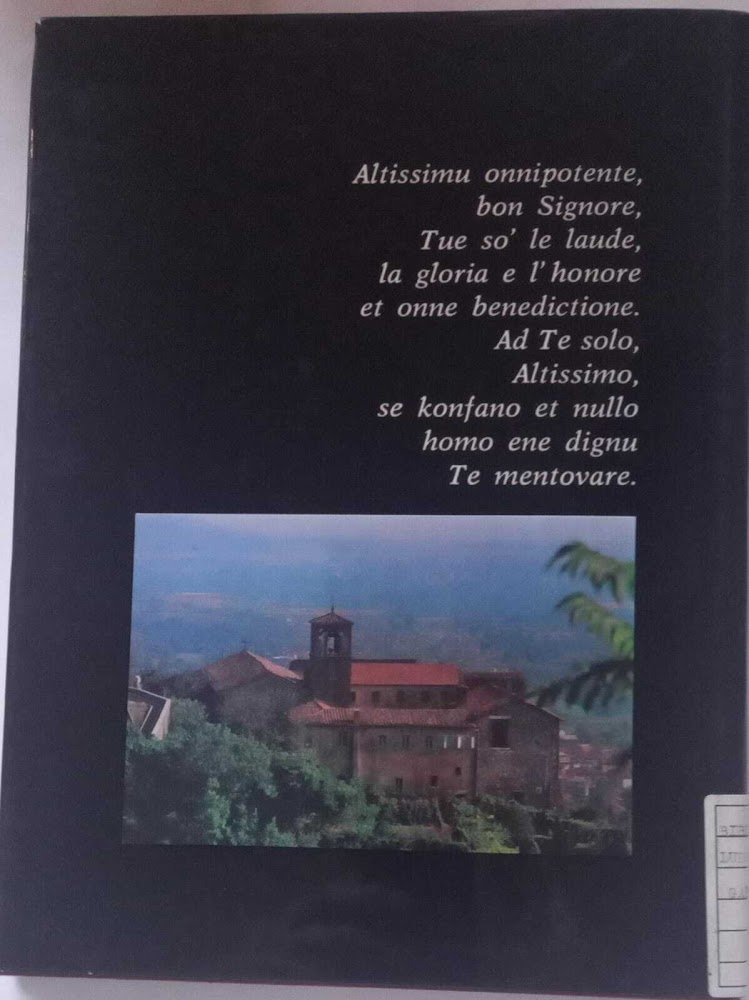 Altissimu onnipotente,
bon Signore,
Tue so' le laude,
la gloria e l'honore
et onne benedictione.
Ad Te solo,
Altissimo,
se konfano et nullo
homo ene dignu
Te mentovare.